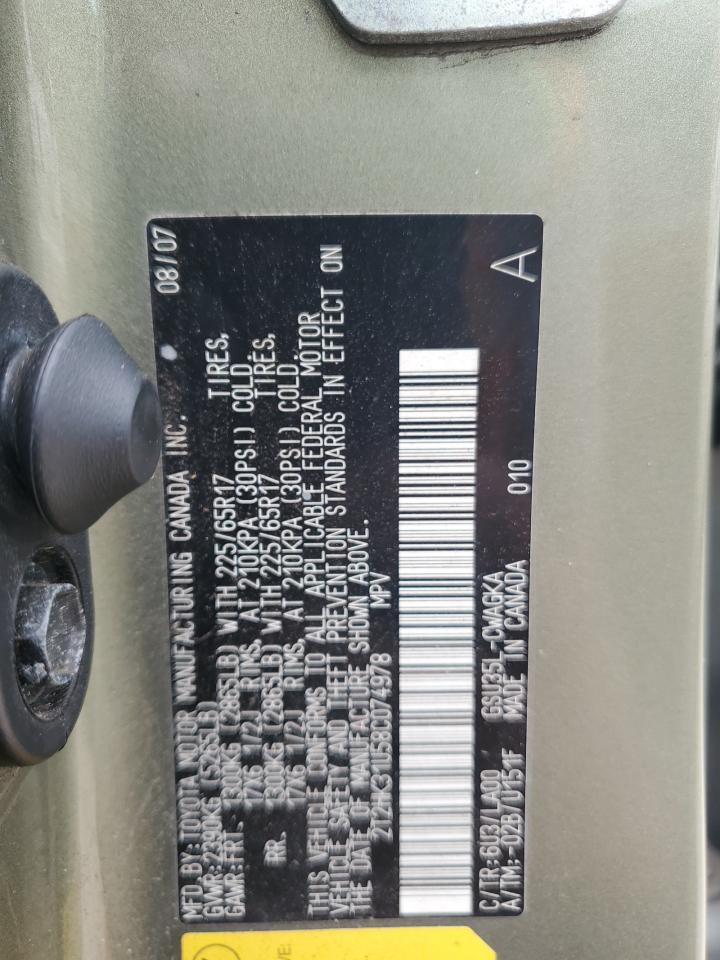 MFD.BY:TOYOTA MOTOR MANUFACTURING CANADA INC. 08/07
GVWR:2390KG(5265LB)
GAWR:FRT. 1300KG (2865LB) WITH 225/65R17 TIRES,
17X6 1/2J RIMS, AT 210KPA (30PSI) COLD.
RR. 1300KG (2865LB) WITH 225/65R17 TIRES,
17X6 1/2J RIMS, AT 210KPA (30PSI) COLD.
THIS VEHICLE CONFORMS TO ALL APPLICABLE FEDERAL MOTOR
VEHICLE SAFETY AND THEFT PREVENTION STANDARDS IN EFFECT ON
THE DATE OF MANUFACTURE SHOWN ABOVE.
2T2HK31U58C074978 MPV
C/TR:6U3/LA00 GSU35L-CWAGKA 010 A
A/TM:-02B/U151F MADE IN CANADA